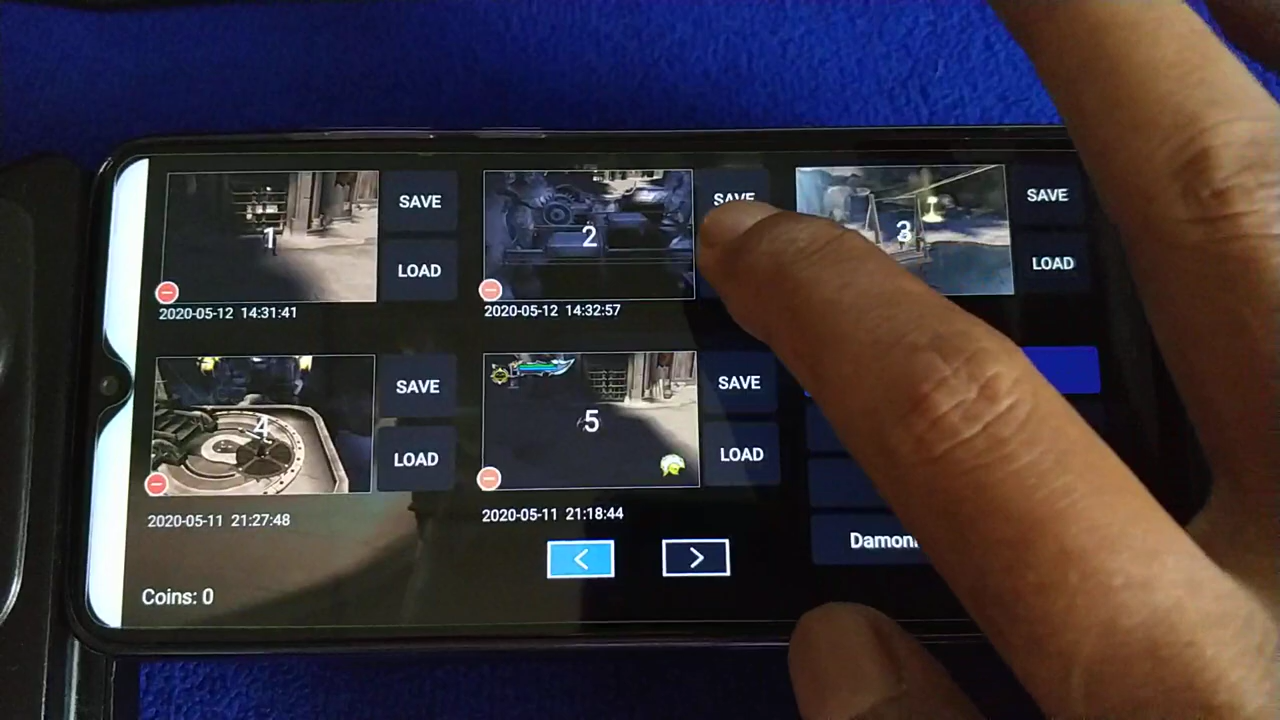 1
SAVE
LOAD
2020-05-12 14:31:41
2
SAVE
2020-05-12 14:32:57
3
SAVE
LOAD
4
SAVE
LOAD
2020-05-11 21:27:48
5
SAVE
LOAD
2020-05-11 21:18:44
<
>
Coins: 0